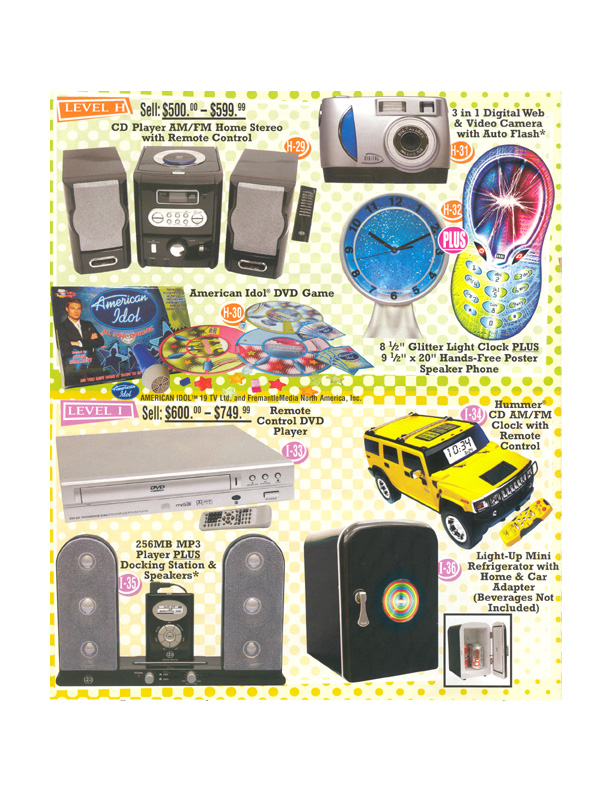 LEVEL H
Sell: $500.00 – $599.99
CD Player AM/FM Home Stereo
with Remote Control
H-29
3 in 1 Digital Web
& Video Camera
with Auto Flash*
H-31
H-32
PLUS
American Idol® DVD Game
H-30
American
Idol
ALL-STAR CHALLENGE
American
Idol
8 ½" Glitter Light Clock PLUS
9 ½" x 20" Hands-Free Poster
Speaker Phone
AMERICAN IDOL™ 19 TV Ltd. and FremantleMedia North America, Inc.
LEVEL I
Sell: $600.00 – $749.99
Remote
Control DVD
Player
I-33
DVD
I-34
Hummer®
CD AM/FM
Clock with
Remote
Control
10:34
256MB MP3
Player PLUS
Docking Station &
Speakers*
I-35
I-36
Light-Up Mini
Refrigerator with
Home & Car
Adapter
(Beverages Not
Included)